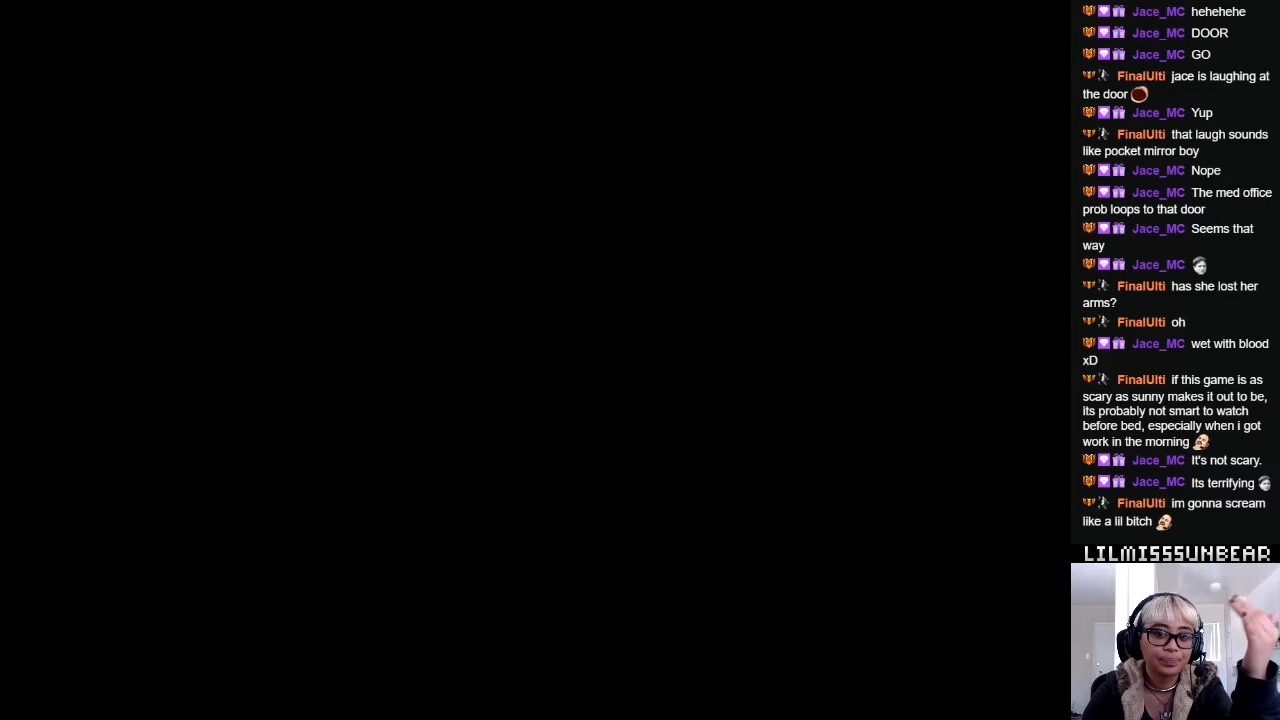 Jace_MC hehehehe
Jace_MC DOOR
Jace_MC GO
FinalUlti jace is laughing at
the door
Jace_MC Yup
FinalUlti that laugh sounds
like pocket mirror boy
Jace_MC Nope
Jace_MC The med office
prob loops to that door
Jace_MC Seems that
way
Jace_MC
FinalUlti has she lost her
arms?
FinalUlti oh
Jace_MC wet with blood
xD
FinalUlti if this game is as
scary as sunny makes it out to be,
its probably not smart to watch
before bed, especially when i got
work in the morning
Jace_MC It's not scary.
Jace_MC Its terrifying
FinalUlti im gonna scream
like a lil bitch
LILMISSSUNBEAR